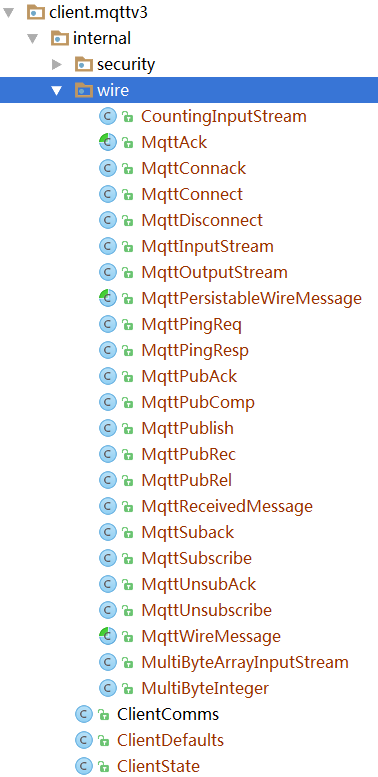 client.mqttv3
internal
security
wire
CountingInputStream
MqttAck
MqttConnack
MqttConnect
MqttDisconnect
MqttInputStream
MqttOutputStream
MqttPersistableWireMessage
MqttPingReq
MqttPingResp
MqttPubAck
MqttPubComp
MqttPublish
MqttPubRec
MqttPubRel
MqttReceivedMessage
MqttSuback
MqttSubscribe
MqttUnsubAck
MqttUnsubscribe
MqttWireMessage
MultiByteArrayInputStream
MultiByteInteger
ClientComms
ClientDefaults
ClientState